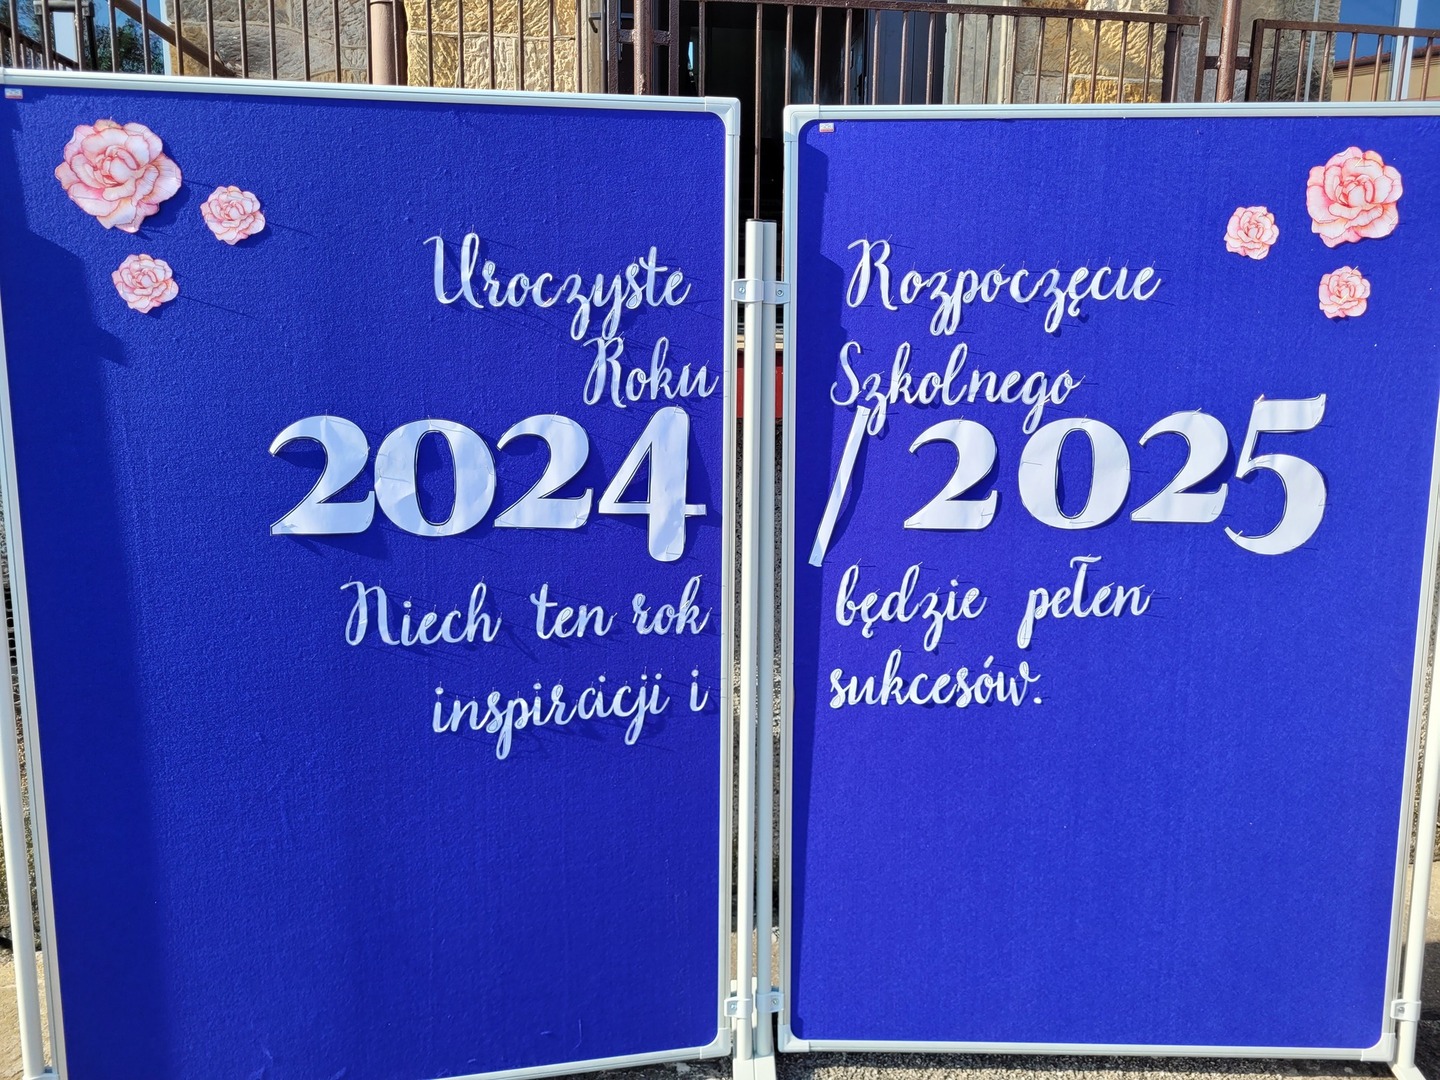 Uroczyste Rozpoczęcie
Roku Szkolnego
2024 / 2025
Niech ten rok będzie pełen
inspiracji i sukcesów.